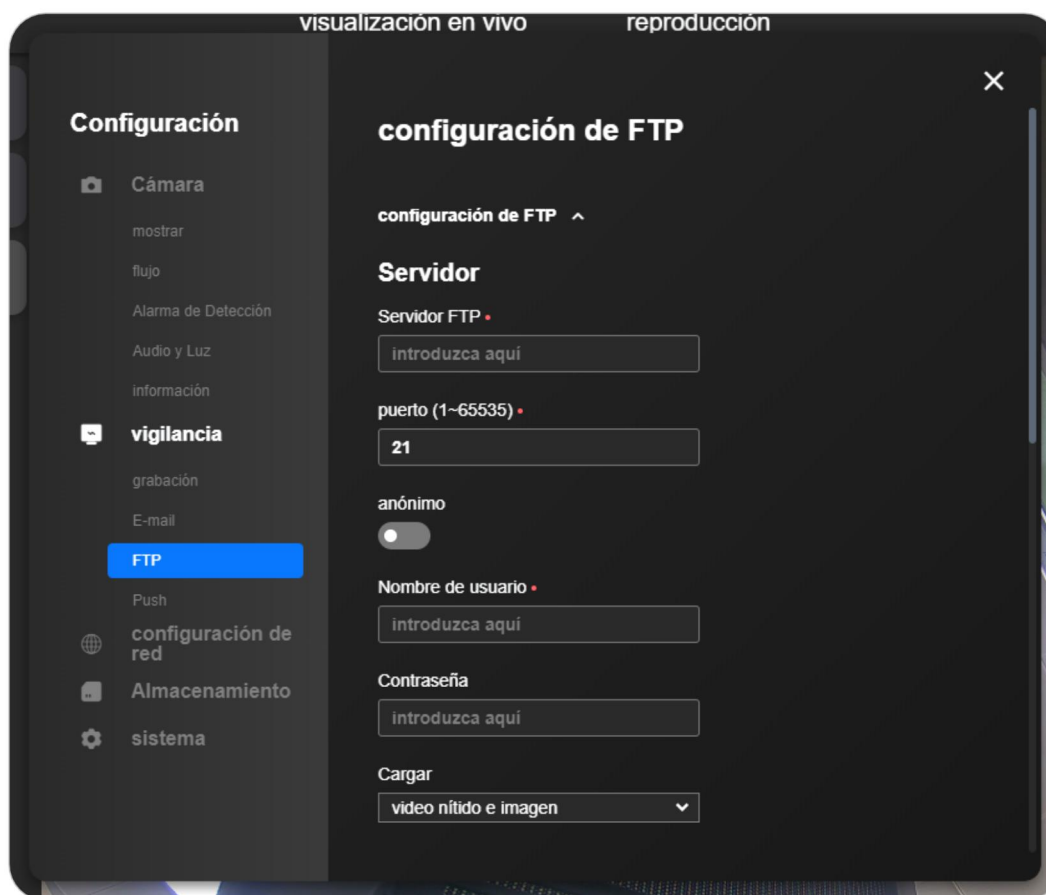 visualización en vivo
reproducción
Configuración
Cámara
mostrar
flujo
Alarma de Detección
Audio y Luz
información
vigilancia
grabación
E-mail
FTP
Push
configuración de
red
Almacenamiento
sistema
configuración de FTP
configuración de FTP
Servidor
Servidor FTP •
introduzca aquí
puerto (1~65535) •
21
anónimo
Nombre de usuario •
introduzca aquí
Contraseña
introduzca aquí
Cargar
video nítido e imagen